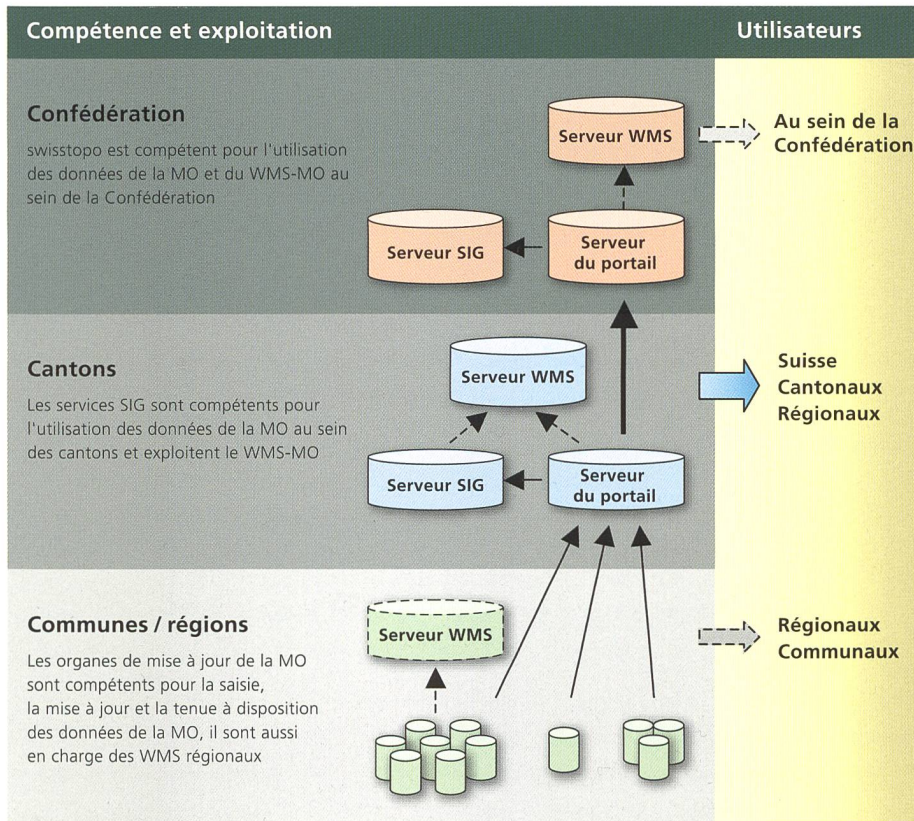 Compétence et exploitation
Utilisateurs
Confédération
swisstopo est compétent pour l'utilisation
des données de la MO et du WMS-MO au
sein de la Confédération
Serveur WMS
Au sein de la
Confédération
Serveur SIG
Serveur
du portail
Cantons
Les services SIG sont compétents pour
l'utilisation des données de la MO au sein
des cantons et exploitent le WMS-MO
Serveur WMS
Suisse
Cantonaux
Régionaux
Serveur SIG
Serveur
du portail
Communes / régions
Les organes de mise à jour de la MO
sont compétents pour la saisie,
la mise à jour et la tenue à disposition
des données de la MO, il sont aussi
en charge des WMS régionaux
Serveur WMS
Régionaux
Communaux